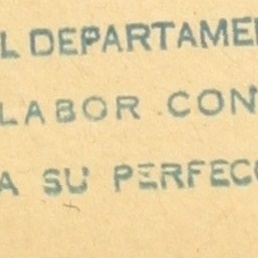 L DEPARTAME
LABOR CON
A SU PERFEC